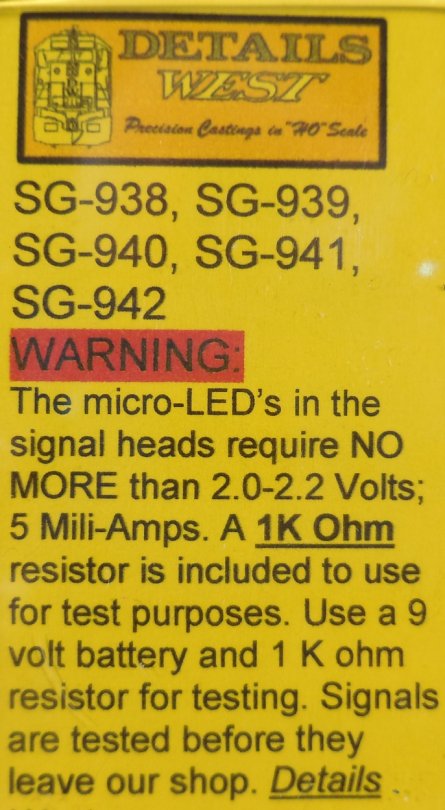 DETAILS
WEST
Precision Castings in "HO" Scale
SG-938, SG-939,
SG-940, SG-941,
SG-942
WARNING:
The micro-LED's in the
signal heads require NO
MORE than 2.0-2.2 Volts;
5 Mili-Amps. A 1K Ohm
resistor is included to use
for test purposes. Use a 9
volt battery and 1 K ohm
resistor for testing. Signals
are tested before they
leave our shop. Details